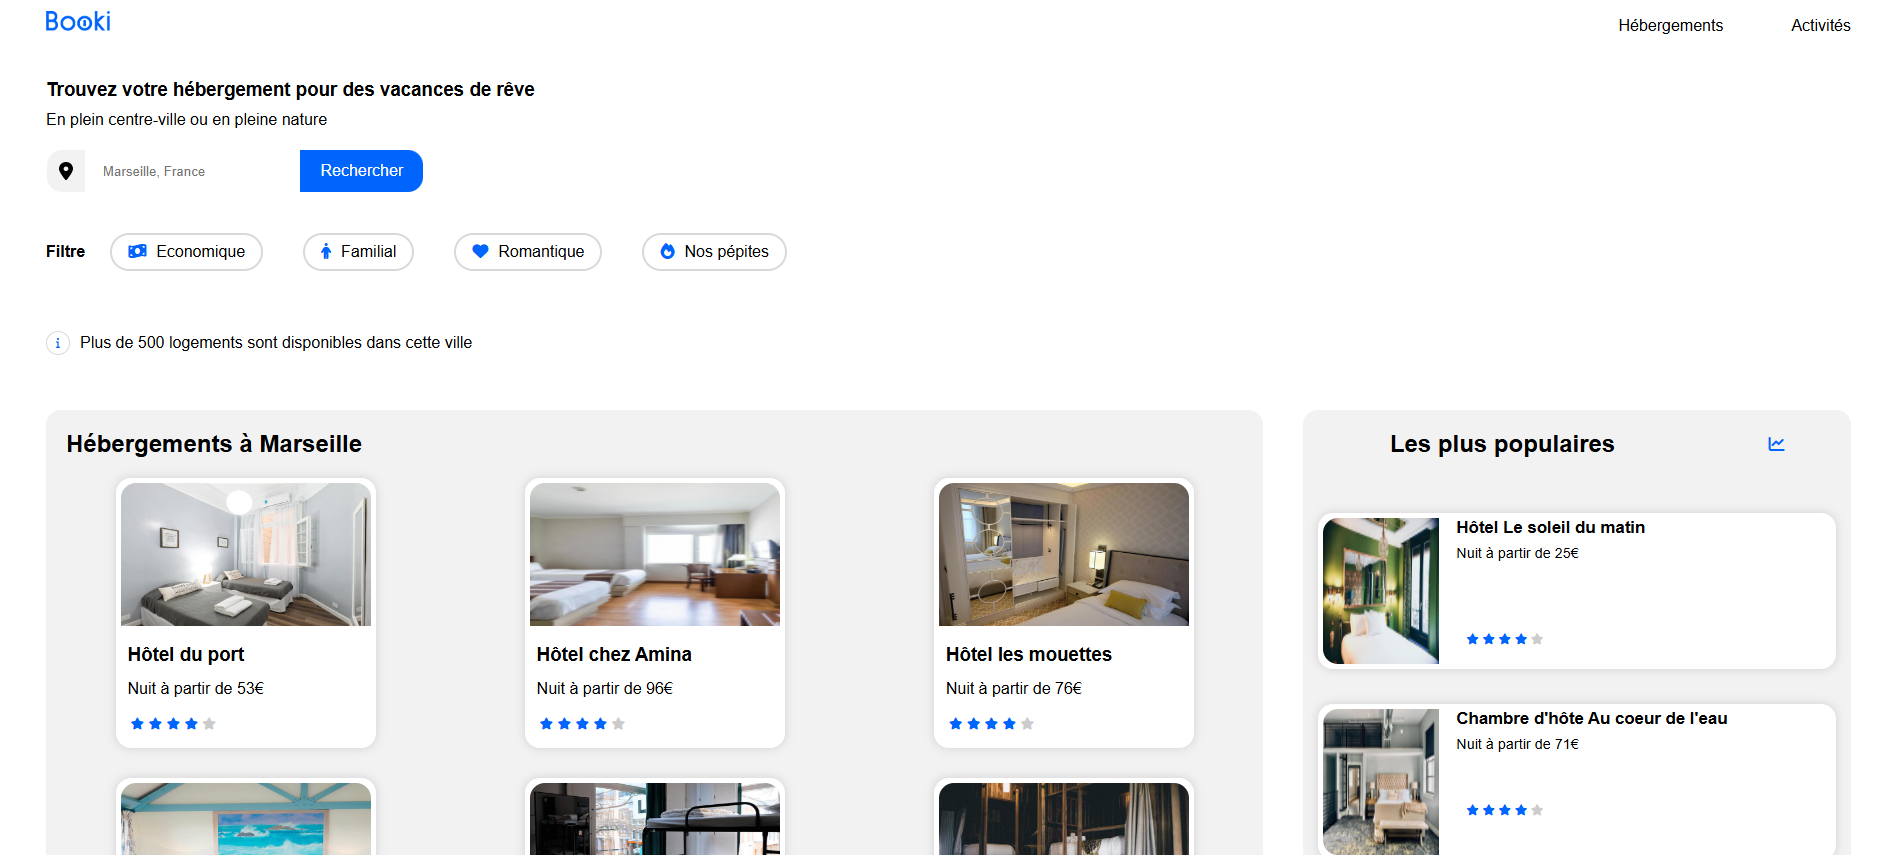 Booki
Hébergements
Activités
Trouvez votre hébergement pour des vacances de rêve
En plein centre-ville ou en pleine nature
Marseille, France
Rechercher
Filtre
Economique
Familial
Romantique
Nos pépites
Plus de 500 logements sont disponibles dans cette ville
Hébergements à Marseille
Hôtel du port
Nuit à partir de 53€
Hôtel chez Amina
Nuit à partir de 96€
Hôtel les mouettes
Nuit à partir de 76€
Les plus populaires
Hôtel Le soleil du matin
Nuit à partir de 25€
Chambre d'hôte Au coeur de l'eau
Nuit à partir de 71€